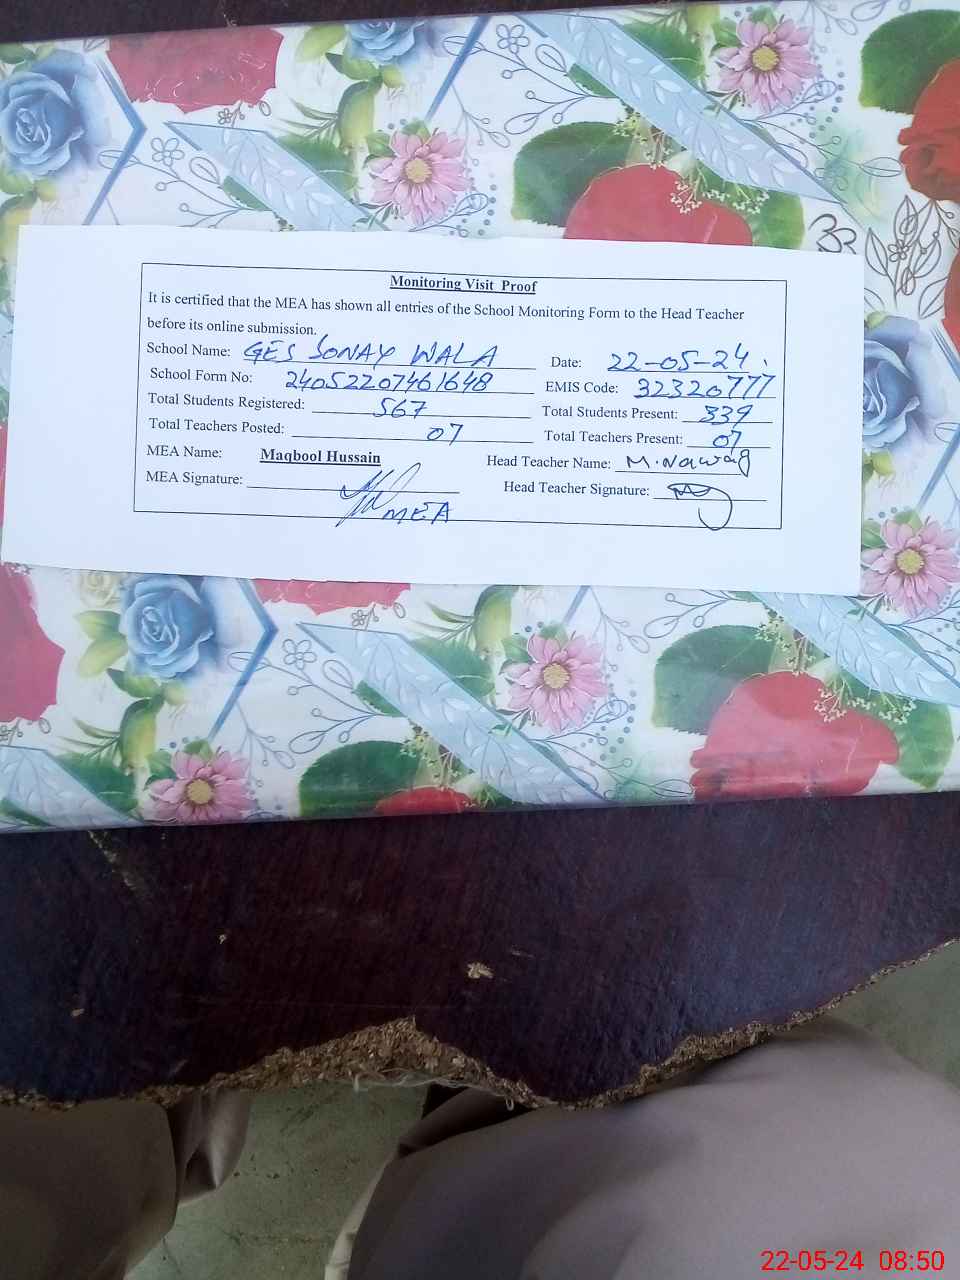 Monitoring Visit Proof
It is certified that the MEA has shown all entries of the School Monitoring Form to the Head Teacher
before its online submission.
School Name: GES SONAY WALA Date: 22-05-24
School Form No: 24052207461648 EMIS Code: 32320777
Total Students Registered: 567 Total Students Present: 339
Total Teachers Posted: 07 Total Teachers Present: 07
MEA Name: Maqbool Hussain Head Teacher Name: M. Nawaz
MEA Signature: MEA Head Teacher Signature:
22-05-24 08:50